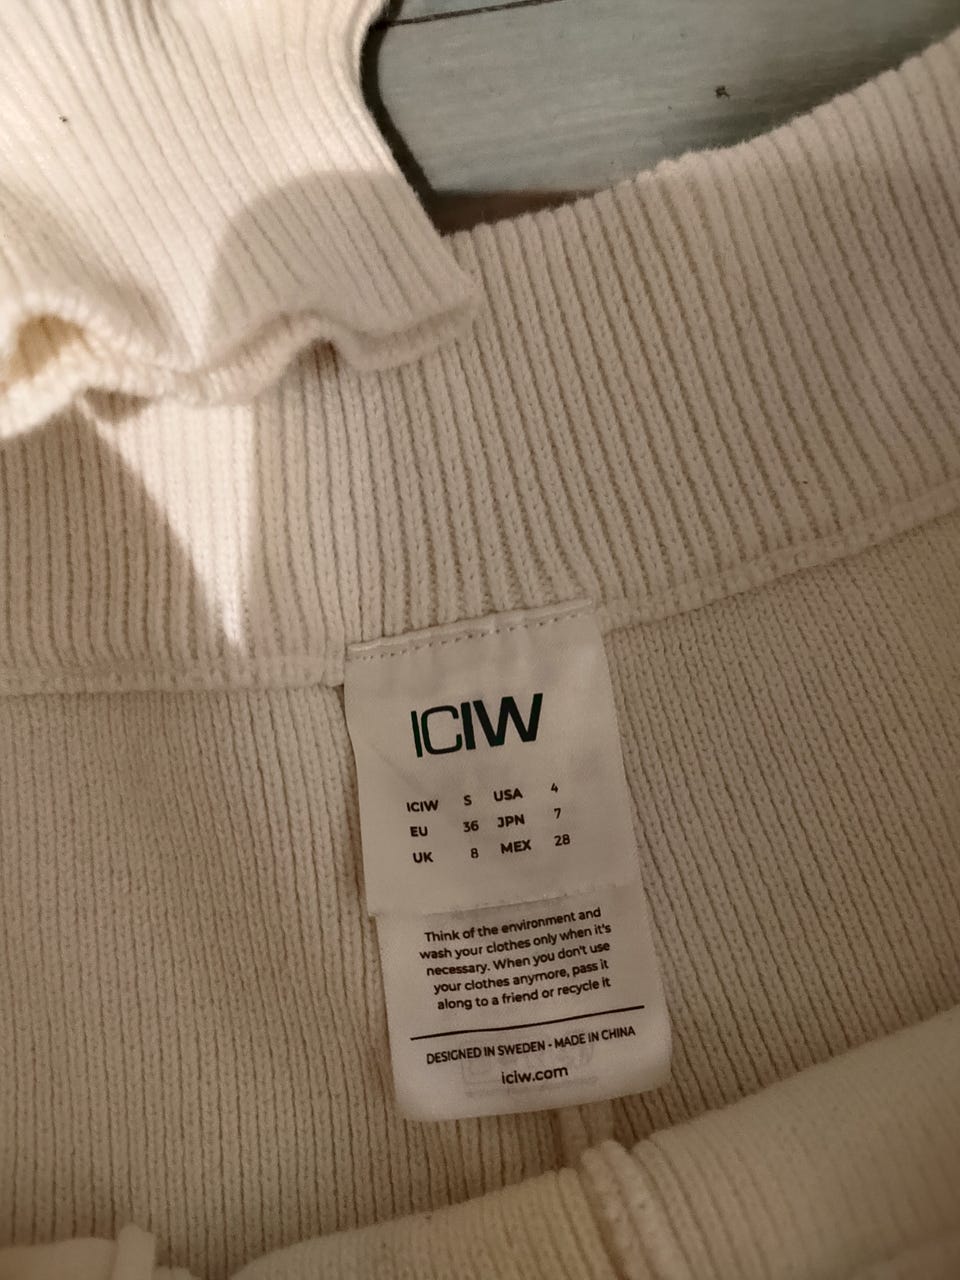 ICIW
ICIW S USA 4
EU 36 JPN 7
UK 8 MEX 28
Think of the environment and
wash your clothes only when it's
necessary. When you don't use
your clothes anymore, pass it
along to a friend or recycle it
DESIGNED IN SWEDEN - MADE IN CHINA
iciw.com